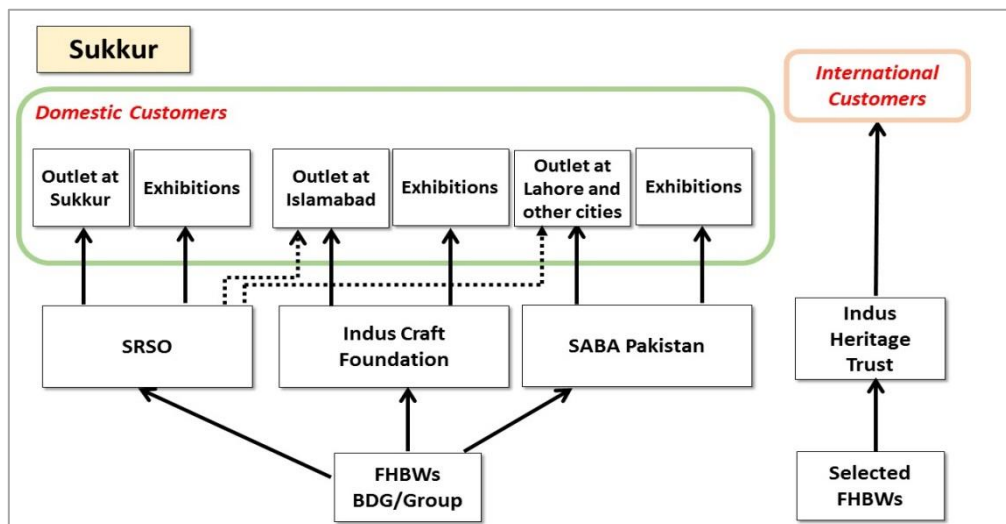 Sukkur
International
Customers
Domestic Customers
Outlet at
Sukkur
Exhibitions
Outlet at
Islamabad
Exhibitions
Outlet at
Lahore and
other cities
Exhibitions
SRSO
Indus Craft
Foundation
SABA Pakistan
Indus
Heritage
Trust
FHBWs
BDG/Group
Selected
FHBWs